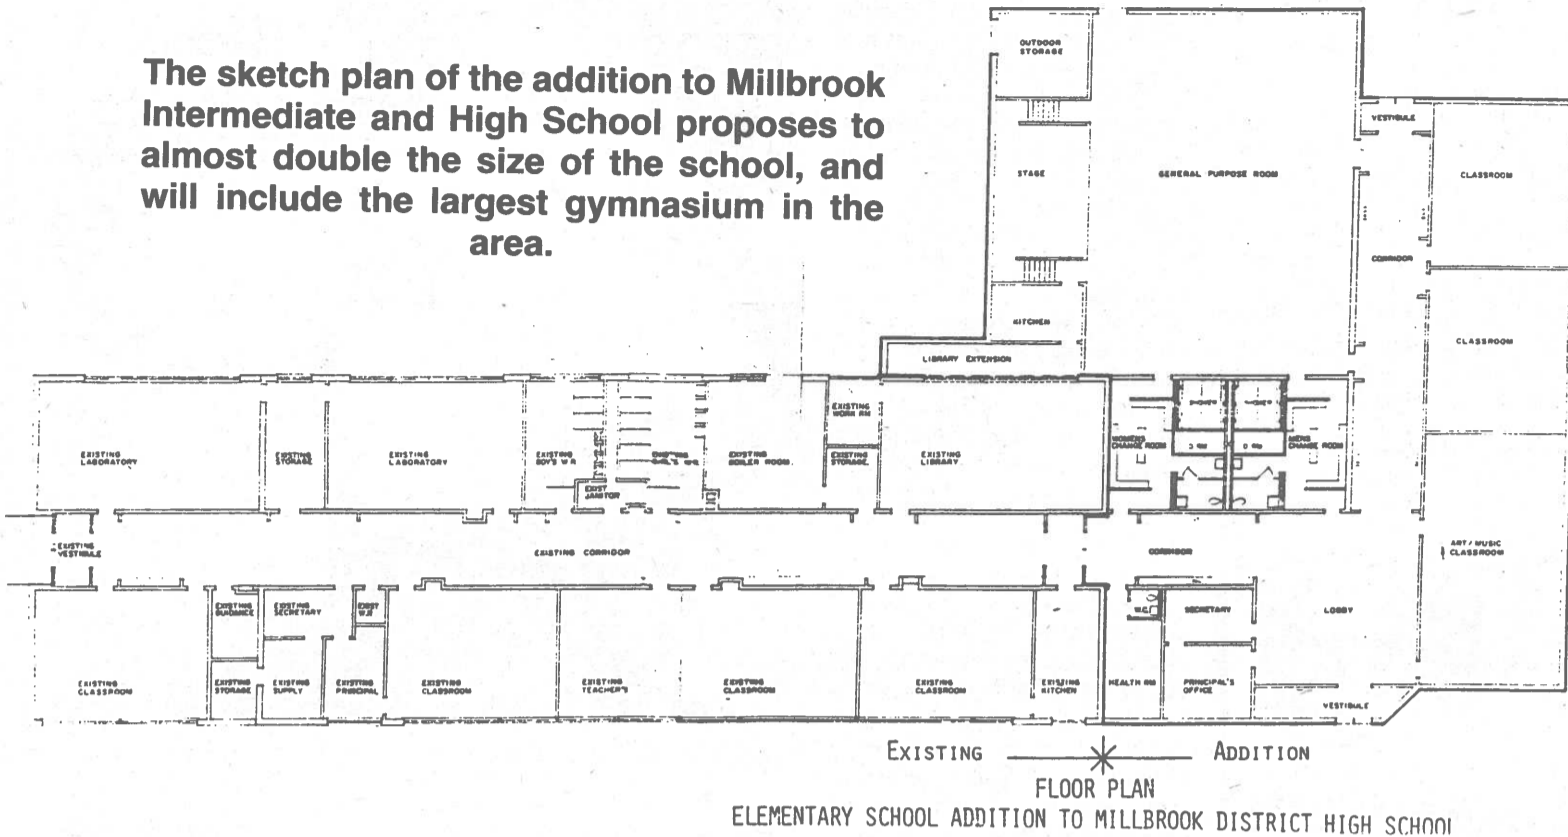 The sketch plan of the addition to Millbrook
Intermediate and High School proposes to
almost double the size of the school, and
will include the largest gymnasium in the
area.
OUTDOOR
STORAGE
STAGE
GENERAL PURPOSE ROOM
VESTIBULE
CLASSROOM
CORRIDOR
KITCHEN
LIBRARY EXTENSION
CLASSROOM
EXISTING
LABORATORY
EXISTING
STORAGE
EXISTING
LABORATORY
EXISTING
BOY'S W.R
EXIST
JANITOR
EXISTING
GIRL'S W.R
EXISTING
BOILER ROOM
EXISTING
WORK RM
EXISTING
STORAGE
EXISTING
LIBRARY
WOMENS
CHANGE ROOM
SHOWER
SHOWER
MENS
CHANGE ROOM
EXISTING
VESTIBULE
EXISTING CORRIDOR
CORRIDOR
ART / MUSIC
CLASSROOM
EXISTING
GUIDANCE
EXISTING
SECRETARY
EXIST
W.R
W.C.
SECRETARY
LOBBY
EXISTING
CLASSROOM
EXISTING
STORAGE
EXISTING
SUPPLY
EXISTING
PRINCIPAL
EXISTING
CLASSROOM
EXISTING
TEACHER'S
EXISTING
CLASSROOM
EXISTING
CLASSROOM
EXISTING
KITCHEN
HEALTH RM
PRINCIPAL'S
OFFICE
VESTIBULE
EXISTING
ADDITION
FLOOR PLAN
ELEMENTARY SCHOOL ADDITION TO MILLBROOK DISTRICT HIGH SCHOOL